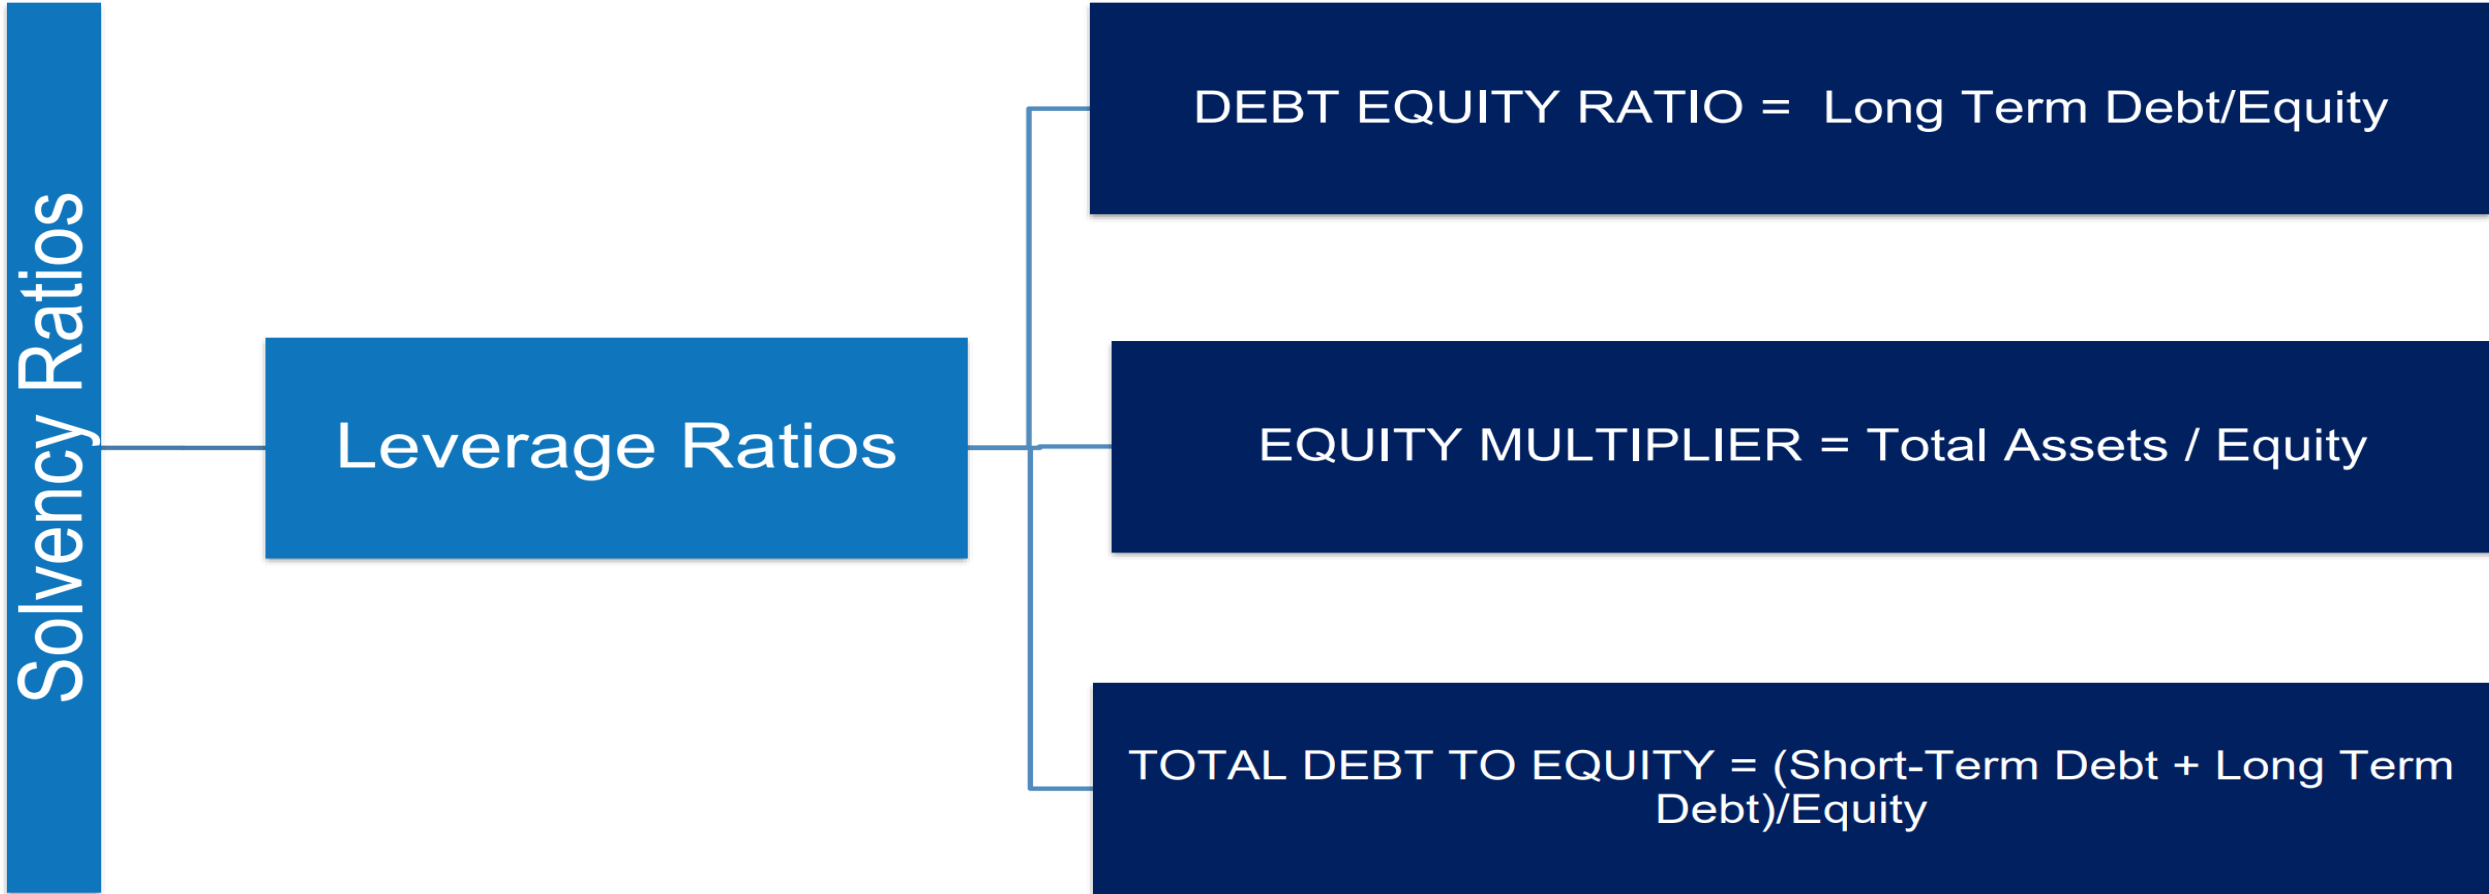 Solvency Ratios
Leverage Ratios
DEBT EQUITY RATIO = Long Term Debt/Equity
EQUITY MULTIPLIER = Total Assets / Equity
TOTAL DEBT TO EQUITY = (Short-Term Debt + Long Term
Debt)/Equity